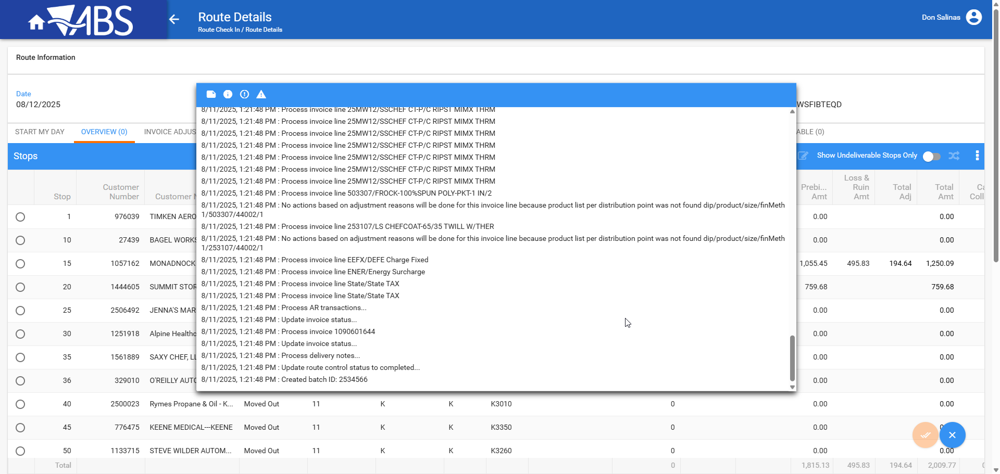 ABS
Route Details
Route Check In / Route Details
Don Salinas
Route Information
Date
08/12/2025
WSFIBTEQD
START MY DAY
OVERVIEW (0)
INVOICE ADJUS
ABLE (0)
Stops
Show Undeliverable Stops Only
8/11/2025, 1:21:48 PM : Process invoice line 25MW12/SSCHEF CT-P/C RIPST MIMX THRM
8/11/2025, 1:21:48 PM : Process invoice line 25MW12/SSCHEF CT-P/C RIPST MIMX THRM
8/11/2025, 1:21:48 PM : Process invoice line 25MW12/SSCHEF CT-P/C RIPST MIMX THRM
8/11/2025, 1:21:48 PM : Process invoice line 25MW12/SSCHEF CT-P/C RIPST MIMX THRM
8/11/2025, 1:21:48 PM : Process invoice line 25MW12/SSCHEF CT-P/C RIPST MIMX THRM
8/11/2025, 1:21:48 PM : Process invoice line 25MW12/SSCHEF CT-P/C RIPST MIMX THRM
8/11/2025, 1:21:48 PM : Process invoice line 25MW12/SSCHEF CT-P/C RIPST MIMX THRM
8/11/2025, 1:21:48 PM : Process invoice line 503307/FROCK-100%SPUN POLY-PKT-1 IN/2
8/11/2025, 1:21:48 PM : No actions based on adjustment reasons will be done for this invoice line because product list per distribution point was not found dip/product/size/finMeth
1/503307/44002/1
8/11/2025, 1:21:48 PM : Process invoice line 253107/LS CHEFCOAT-65/35 TWILL W/THER
8/11/2025, 1:21:48 PM : No actions based on adjustment reasons will be done for this invoice line because product list per distribution point was not found dip/product/size/finMeth
1/253107/44002/1
8/11/2025, 1:21:48 PM : Process invoice line EEFX/DEFE Charge Fixed
8/11/2025, 1:21:48 PM : Process invoice line ENER/Energy Surcharge
8/11/2025, 1:21:48 PM : Process invoice line State/State TAX
8/11/2025, 1:21:48 PM : Process invoice line State/State TAX
8/11/2025, 1:21:48 PM : Process AR transactions...
8/11/2025, 1:21:48 PM : Update invoice status...
8/11/2025, 1:21:48 PM : Process invoice 1090601644
8/11/2025, 1:21:48 PM : Update invoice status...
8/11/2025, 1:21:48 PM : Process delivery notes...
8/11/2025, 1:21:48 PM : Update route control status to completed...
8/11/2025, 1:21:48 PM : Created batch ID: 2534566
Stop Customer Number Customer N Prebi... Amt Loss & Ruin Amt Total Adj Total Amt Ca Coll
1 976039 TIMKEN AERO 0.00 0.00
10 27439 BAGEL WORKS 0.00 0.00
15 1057162 MONADNOCK 1,055.45 495.83 194.64 1,250.09
20 1444605 SUMMIT STOR 759.68 759.68
25 2506492 JENNA'S MAR 0.00 0.00
30 1251918 Alpine Healthc 0.00 0.00
35 1561889 SAXY CHEF, LL 0.00 0.00
36 329010 O'REILLY AUTO 0.00 0.00
40 2500023 Rymes Propane & Oil - K... Moved Out 11 K K K3010 0 0.00 0.00
45 776475 KEENE MEDICAL---KEENE Moved Out 11 K K K3350 0 0.00
50 1133715 STEVE WILDER AUTOM... Moved Out 11 K K K3260 0 0.00 0.00
Total 0 1,815.13 495.83 194.64 2,009.77